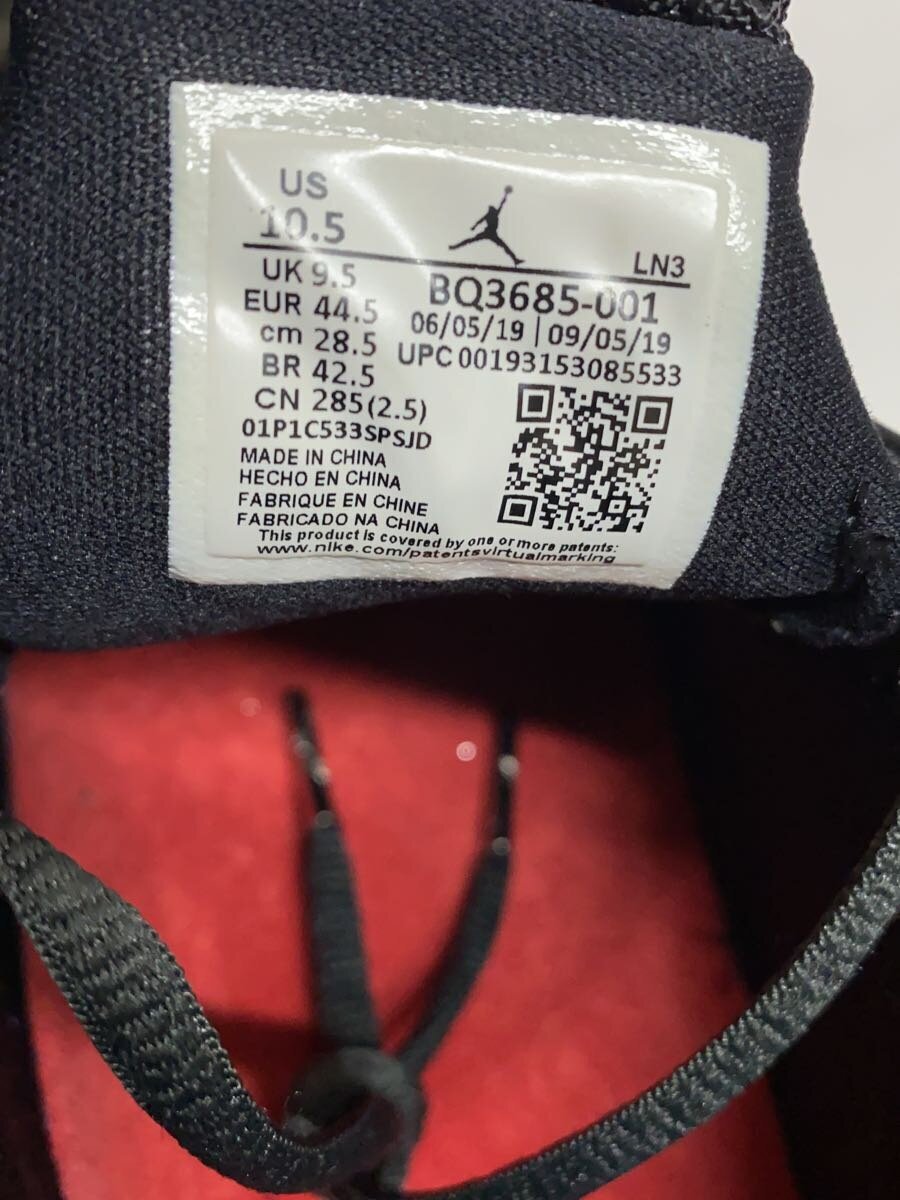 US
10.5
LN3
UK 9.5
EUR 44.5
cm 28.5
BR 42.5
CN 285(2.5)
BQ3685-001
06/05/19 | 09/05/19
UPC 00193153085533
01P1C533SPSJD
MADE IN CHINA
HECHO EN CHINA
FABRIQUE EN CHINE
FABRICADO NA CHINA
This product is covered by one or more patents:
www.nike.com/patentsvirtualmarking